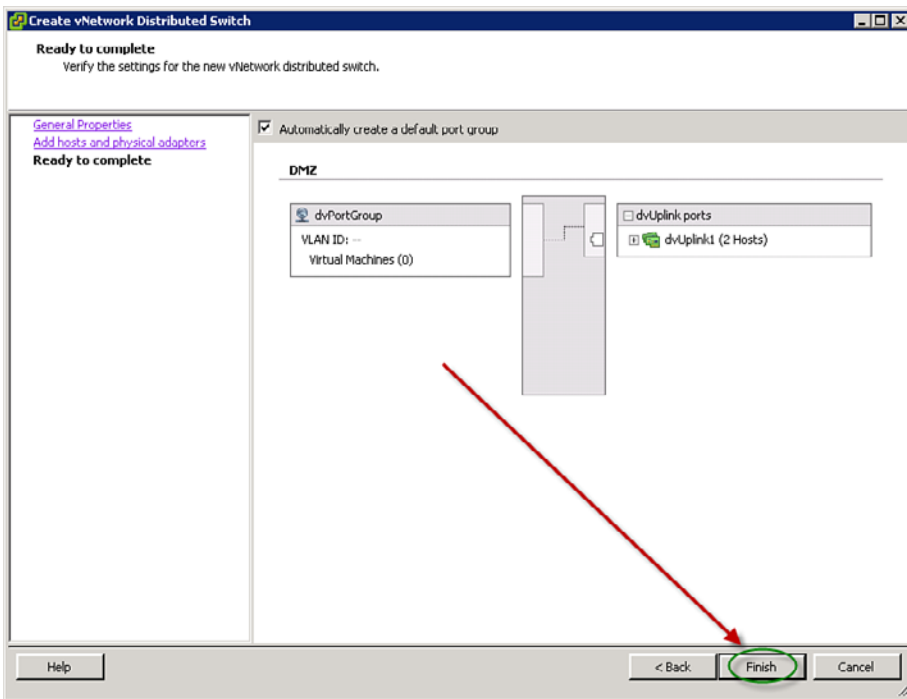 Create vNetwork Distributed Switch
Ready to complete
Verify the settings for the new vNetwork distributed switch.
General Properties
Add hosts and physical adapters
Ready to complete
Automatically create a default port group
DMZ
dvPortGroup
VLAN ID: --
Virtual Machines (0)
dvUplink ports
dvUplink1 (2 Hosts)
Help
< Back
Finish
Cancel